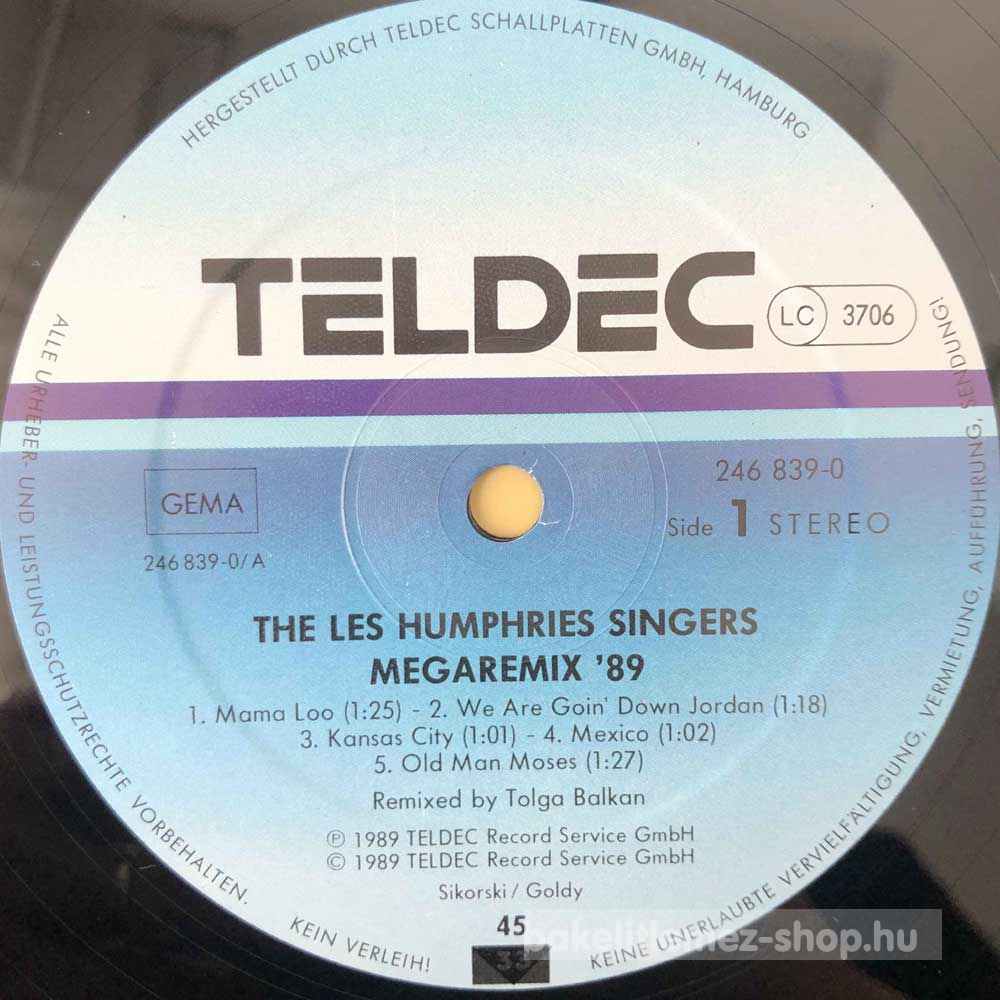 HERGESTELLT DURCH TELDEC SCHALLPLATTEN GMBH, HAMBURG
TELDEC
LC 3706
GEMA
246 839-0/A
246 839-0
Side 1 STEREO
THE LES HUMPHRIES SINGERS
MEGAREMIX '89
1. Mama Loo (1:25) - 2. We Are Goin' Down Jordan (1:18)
3. Kansas City (1:01) - 4. Mexico (1:02)
5. Old Man Moses (1:27)
Remixed by Tolga Balkan
Ⓟ 1989 TELDEC Record Service GmbH
© 1989 TELDEC Record Service GmbH
Sikorski / Goldy
45
33
ALLE URHEBER- UND LEISTUNGSSCHUTZRECHTE VORBEHALTEN. KEIN VERLEIH! KEINE UNERLAUBTE VERVIELFÄLTIGUNG, VERMIETUNG, AUFFÜHRUNG, SENDUNG!
bakelitlemez-shop.hu